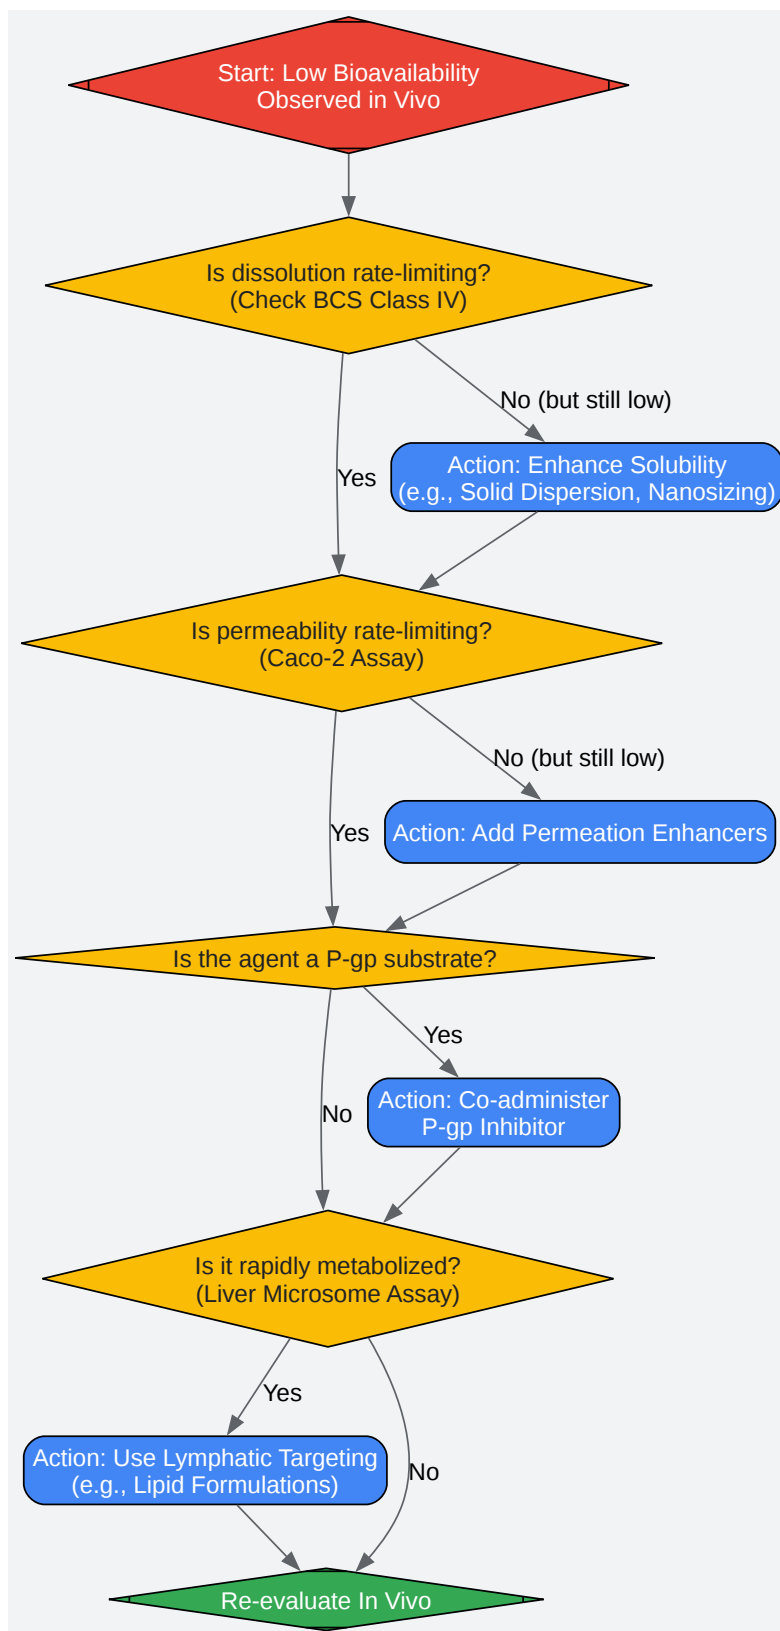 Start: Low Bioavailability
Observed in Vivo
Is dissolution rate-limiting?
(Check BCS Class IV)
No (but still low)
Action: Enhance Solubility
(e.g., Solid Dispersion, Nanosizing)
Yes
Is permeability rate-limiting?
(Caco-2 Assay)
No (but still low)
Action: Add Permeation Enhancers
Yes
Is the agent a P-gp substrate?
Yes
Action: Co-administer
P-gp Inhibitor
No
Is it rapidly metabolized?
(Liver Microsome Assay)
Yes
Action: Use Lymphatic Targeting
(e.g., Lipid Formulations)
No
Re-evaluate In Vivo